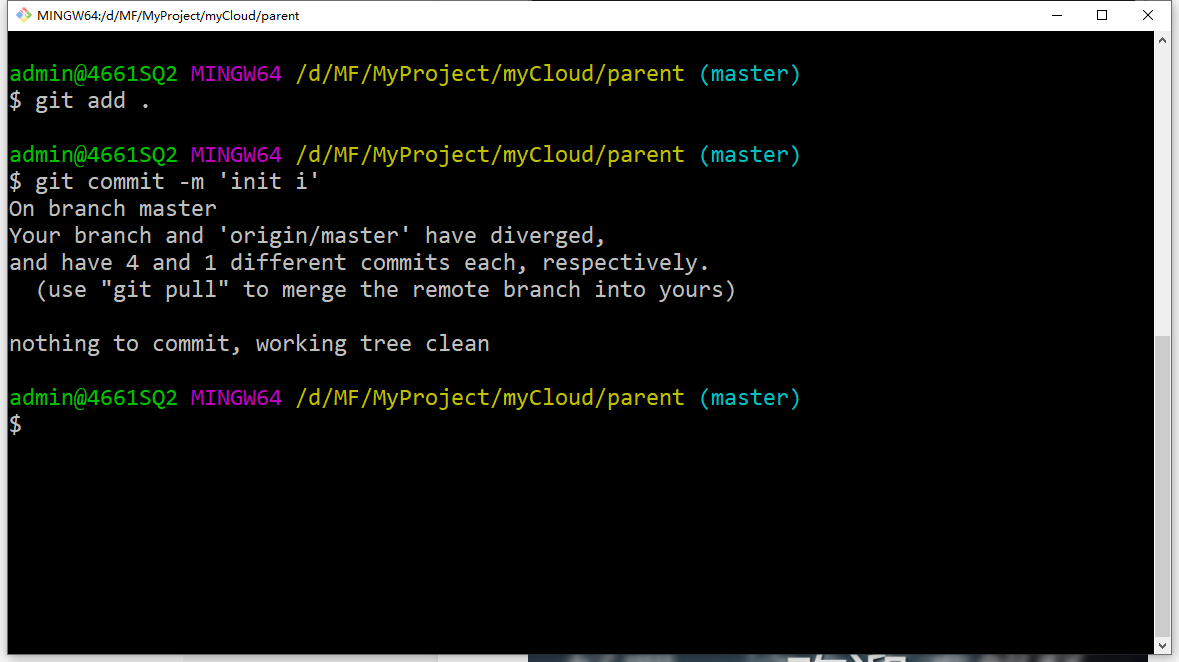 MINGW64:/d/MF/MyProject/myCloud/parent
admin@4661SQ2 MINGW64 /d/MF/MyProject/myCloud/parent (master)
$ git add .
admin@4661SQ2 MINGW64 /d/MF/MyProject/myCloud/parent (master)
$ git commit -m 'init i'
On branch master
Your branch and 'origin/master' have diverged,
and have 4 and 1 different commits each, respectively.
  (use "git pull" to merge the remote branch into yours)
nothing to commit, working tree clean
admin@4661SQ2 MINGW64 /d/MF/MyProject/myCloud/parent (master)
$